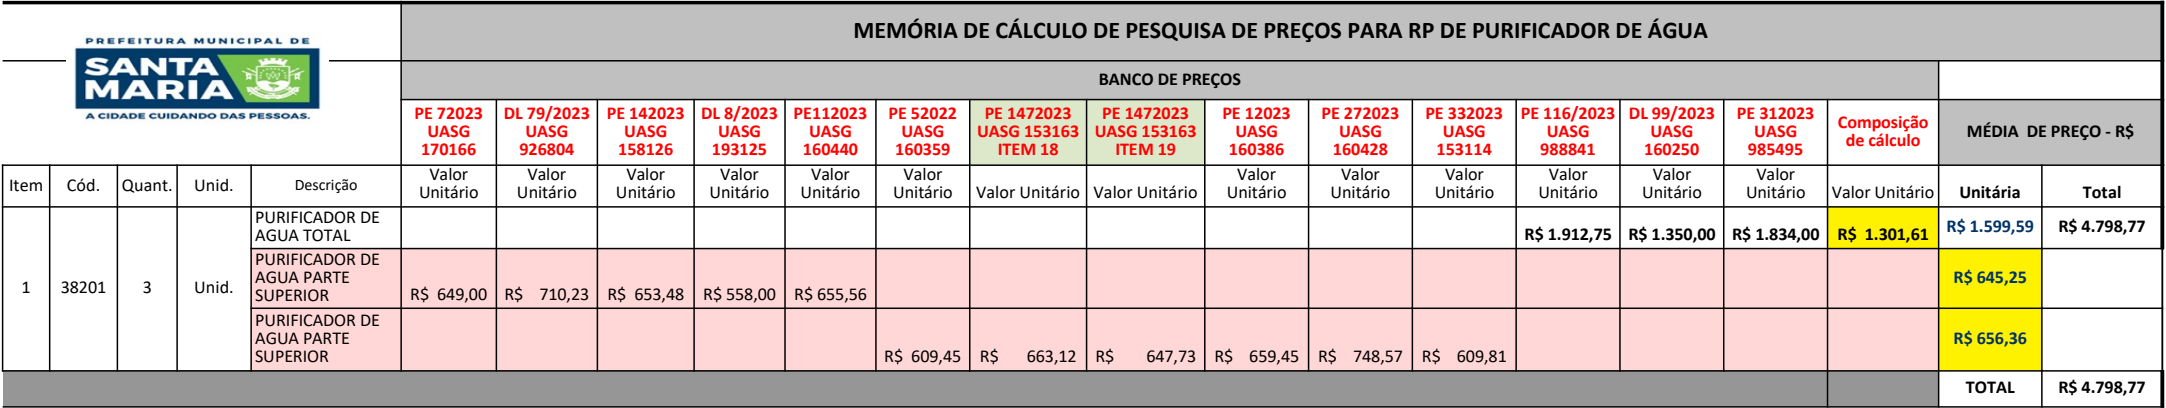 PREFEITURA MUNICIPAL DE
SANTA
MARIA
A CIDADE CUIDANDO DAS PESSOAS.
MEMÓRIA DE CÁLCULO DE PESQUISA DE PREÇOS PARA RP DE PURIFICADOR DE ÁGUA
BANCO DE PREÇOS
PE 72023
UASG
170166
DL 79/2023
UASG
926804
PE 142023
UASG
158126
DL 8/2023
UASG
193125
PE112023
UASG
160440
PE 52022
UASG
160359
PE 1472023
UASG 153163
ITEM 18
PE 1472023
UASG 153163
ITEM 19
PE 12023
UASG
160386
PE 272023
UASG
160428
PE 332023
UASG
153114
PE 116/2023
UASG
988841
DL 99/2023
UASG
160250
PE 312023
UASG
985495
Composição
de cálculo
MÉDIA DE PREÇO - R$
Item
Cód.
Quant.
Unid.
Descrição
Valor
Unitário
Valor
Unitário
Valor
Unitário
Valor
Unitário
Valor
Unitário
Valor
Unitário
Valor Unitário
Valor Unitário
Valor
Unitário
Valor
Unitário
Valor
Unitário
Valor
Unitário
Valor
Unitário
Valor
Unitário
Valor Unitário
Unitária
Total
1
38201
3
Unid.
PURIFICADOR DE
AGUA TOTAL
R$ 1.912,75
R$ 1.350,00
R$ 1.834,00
R$ 1.301,61
R$ 1.599,59
R$ 4.798,77
PURIFICADOR DE
AGUA PARTE
SUPERIOR
R$ 649,00
R$ 710,23
R$ 653,48
R$ 558,00
R$ 655,56
R$ 645,25
PURIFICADOR DE
AGUA PARTE
SUPERIOR
R$ 609,45
R$ 663,12
R$ 647,73
R$ 659,45
R$ 748,57
R$ 609,81
R$ 656,36
TOTAL
R$ 4.798,77